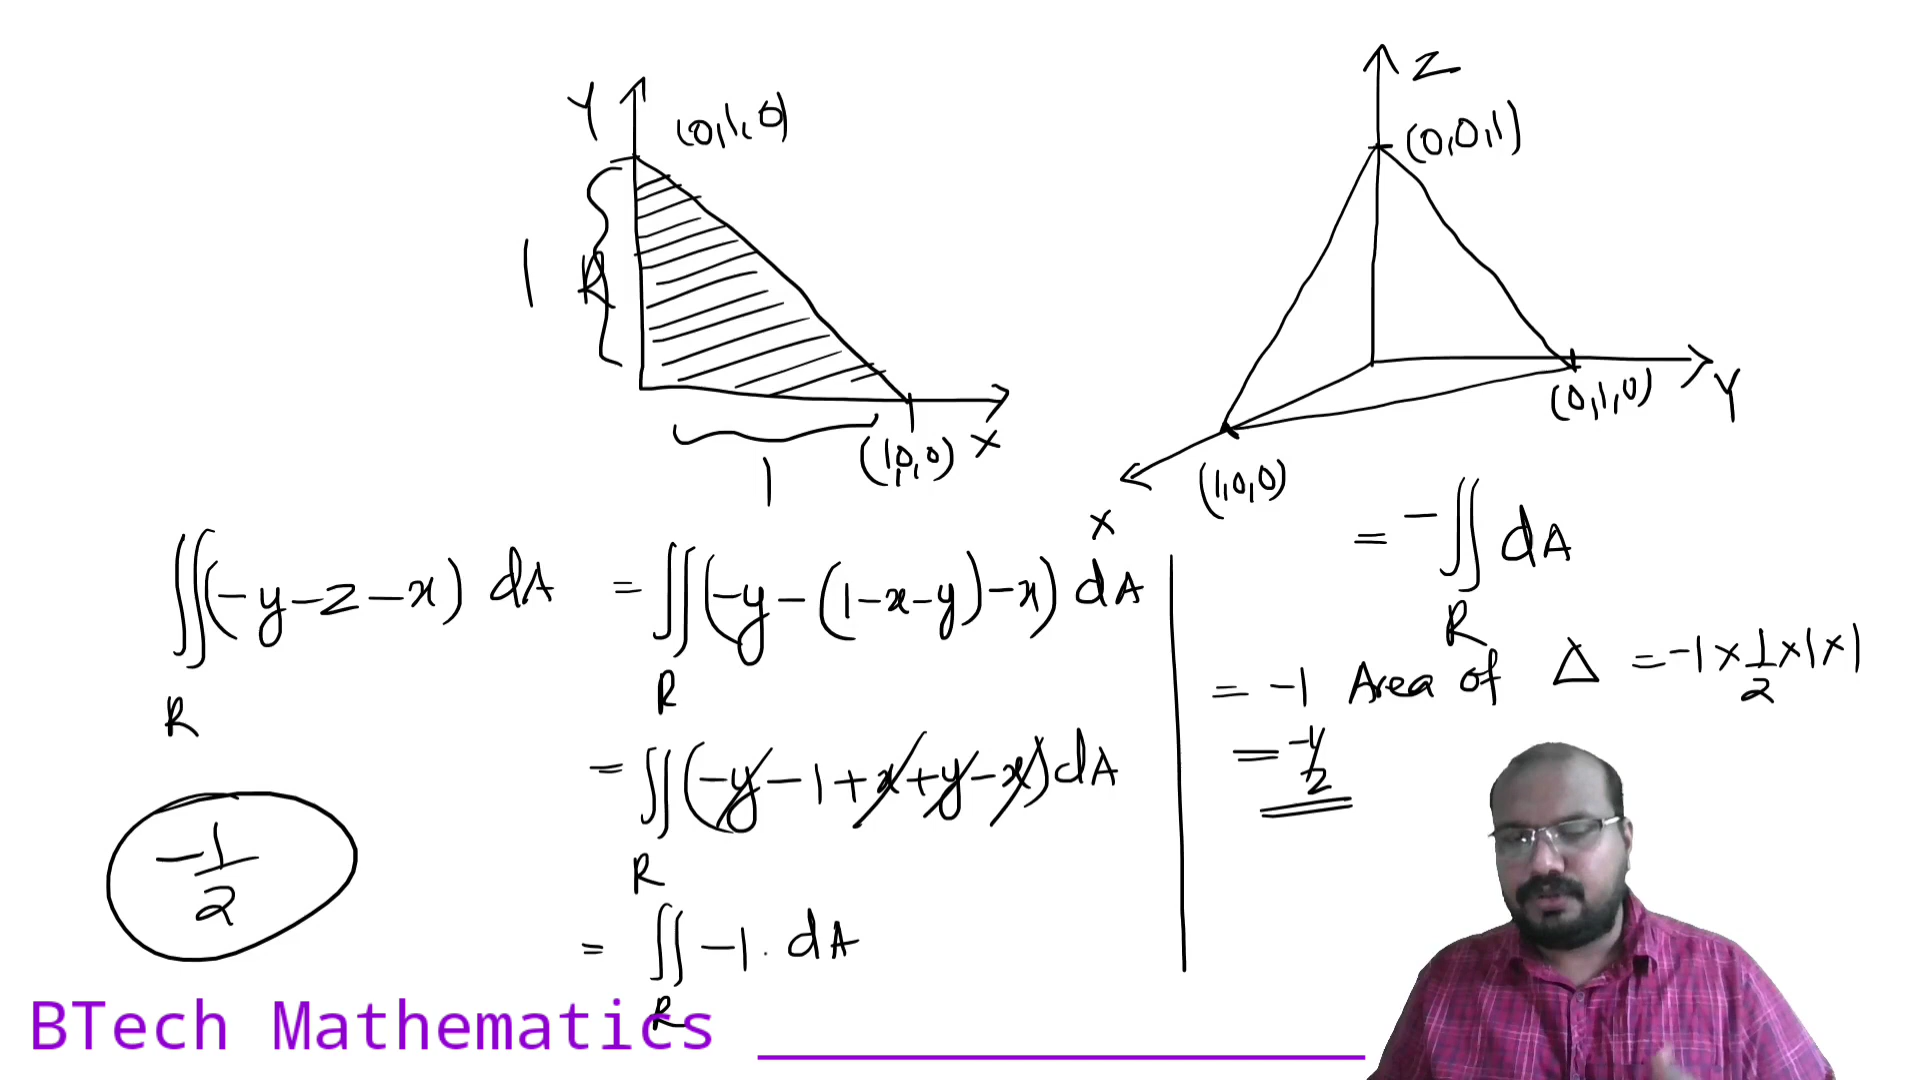 Y
(0,1,0)
1
R
1
(1,0,0)
X
Z
(0,0,1)
(0,1,0)
Y
(1,0,0)
X
∬(-y-z-x) dA = ∬(-y-(1-x-y)-x) dA
R R
= ∬(-y-1+x+y-x)dA
R
= ∬ -1. dA
R
-1/2
= -∬ dA
R
= -1 Area of Δ = -1×1/2×1×1
= -1/2
BTech Mathematics